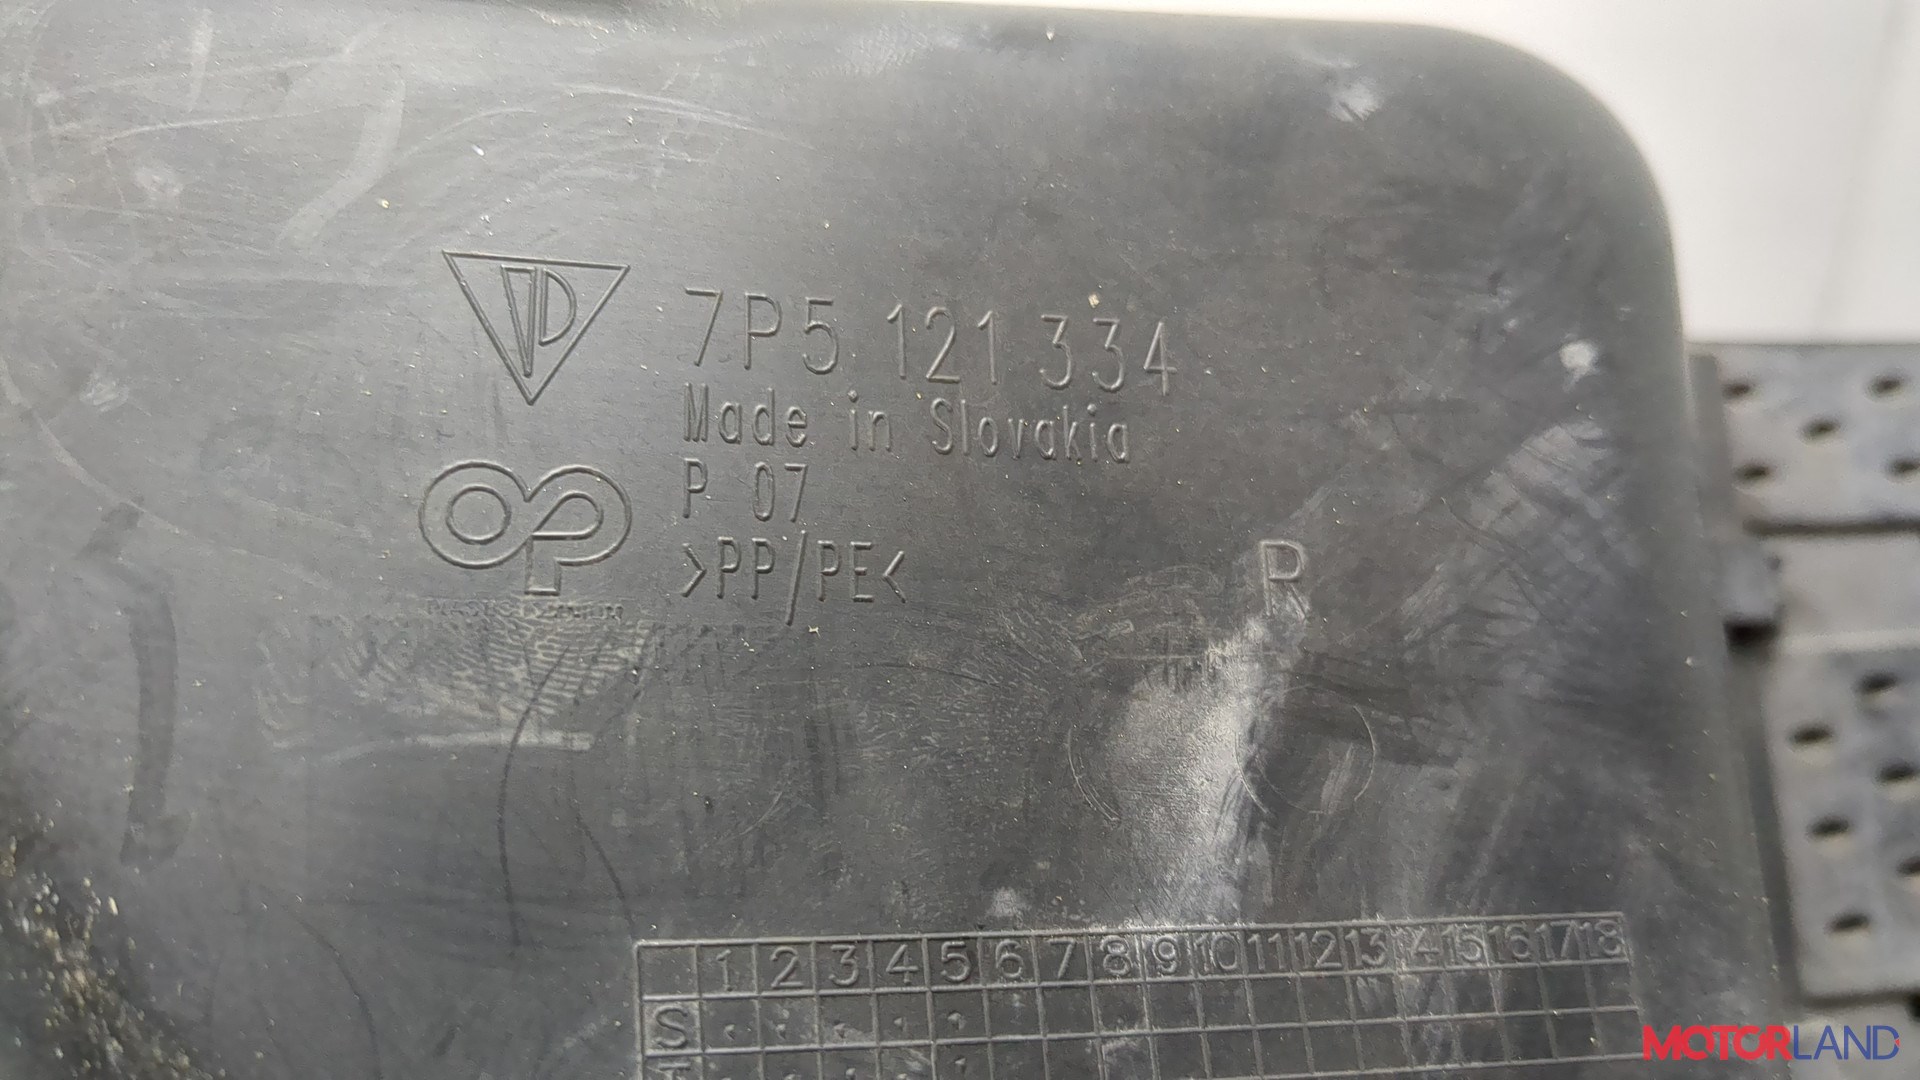 7P5 121 334
Made in Slovakia
OP P 07
>PP/PE<
R
1 2 3 4 5 6 7 8 9 10 11 12 13 14 15 16 17 18
S
T
MOTORLAND